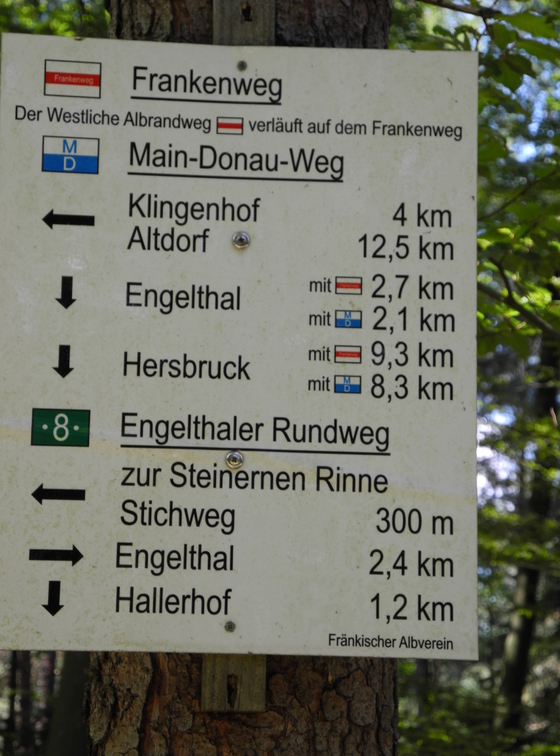 Frankenweg Frankenweg
Der Westliche Albrandweg verläuft auf dem Frankenweg
M D Main-Donau-Weg
Klingenhof 4 km
Altdorf 12,5 km
Engelthal mit 2,7 km
mit M D 2,1 km
Hersbruck mit 9,3 km
mit M D 8,3 km
·8· Engelthaler Rundweg
zur Steinernen Rinne
Stichweg 300 m
Engelthal 2,4 km
Hallerhof 1,2 km
Fränkischer Albverein